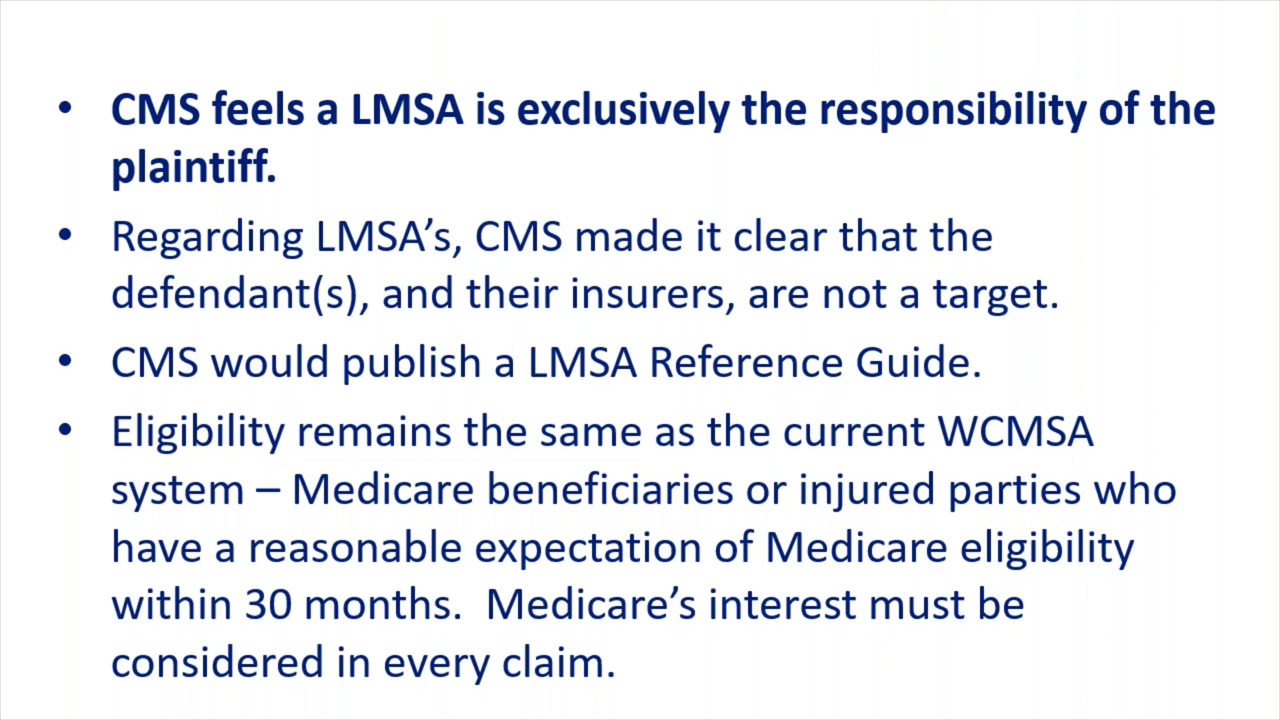 • CMS feels a LMSA is exclusively the responsibility of the
plaintiff.
• Regarding LMSA’s, CMS made it clear that the
defendant(s), and their insurers, are not a target.
• CMS would publish a LMSA Reference Guide.
• Eligibility remains the same as the current WCMSA
system – Medicare beneficiaries or injured parties who
have a reasonable expectation of Medicare eligibility
within 30 months.  Medicare’s interest must be
considered in every claim.